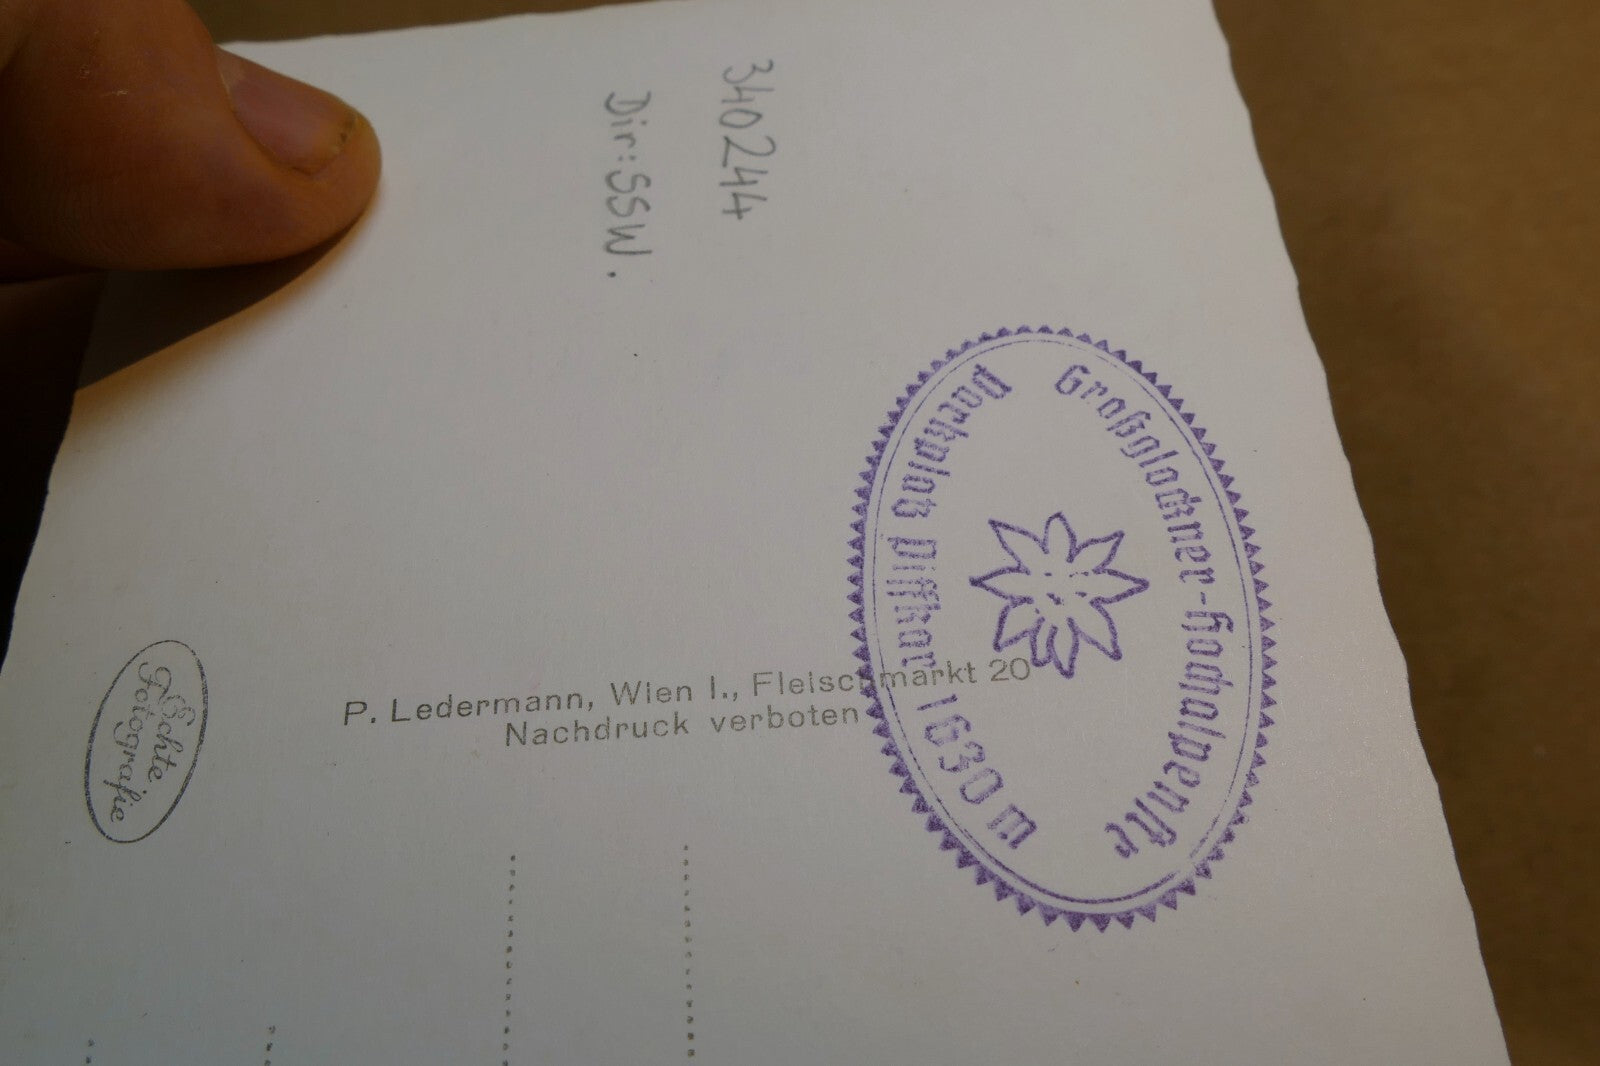 340244
Dir: SSW.
Großglockner-Hochalpenstr
Parkplatz Piffkar 1630 m
P. Ledermann, Wien I., Fleischmarkt 20
Nachdruck verboten
Echte
Fotografie